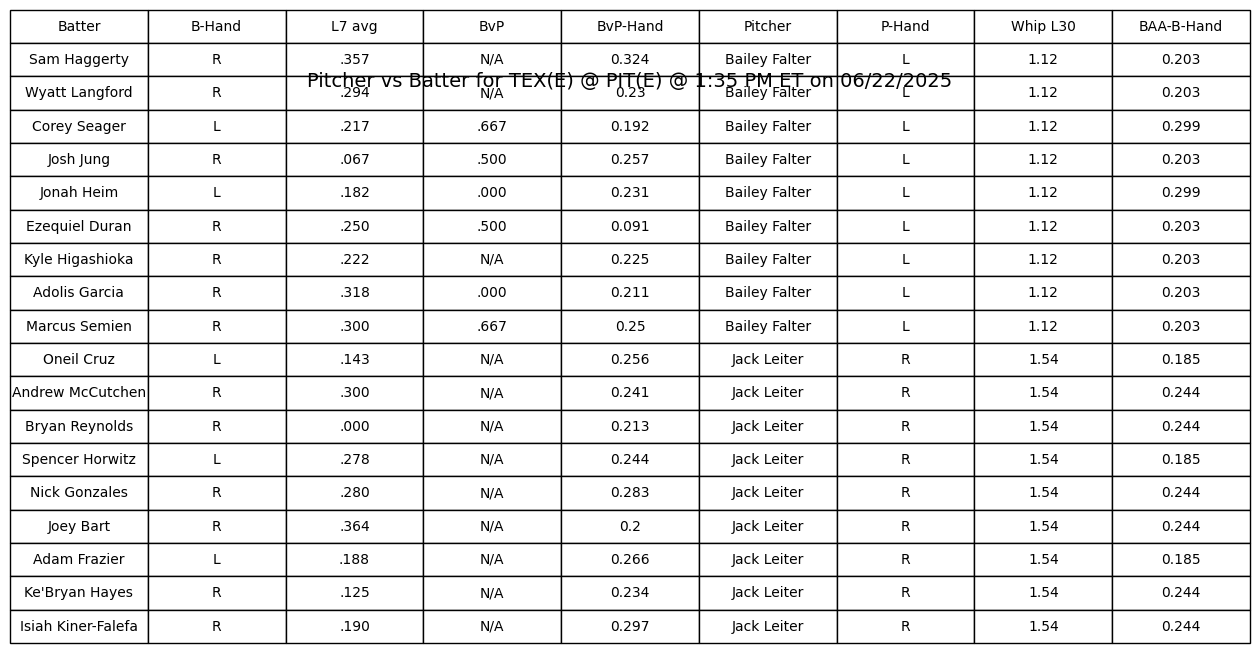 Batter B-Hand L7 avg BvP BvP-Hand Pitcher P-Hand Whip L30 BAA-B-Hand
Sam Haggerty R .357 N/A 0.324 Bailey Falter L 1.12 0.203
Pitcher vs Batter for TEX(E) @ PIT(E) @ 1:35 PM ET on 06/22/2025
Wyatt Langford R .294 N/A 0.23 Bailey Falter L 1.12 0.203
Corey Seager L .217 .667 0.192 Bailey Falter L 1.12 0.299
Josh Jung R .067 .500 0.257 Bailey Falter L 1.12 0.203
Jonah Heim L .182 .000 0.231 Bailey Falter L 1.12 0.299
Ezequiel Duran R .250 .500 0.091 Bailey Falter L 1.12 0.203
Kyle Higashioka R .222 N/A 0.225 Bailey Falter L 1.12 0.203
Adolis Garcia R .318 .000 0.211 Bailey Falter L 1.12 0.203
Marcus Semien R .300 .667 0.25 Bailey Falter L 1.12 0.203
Oneil Cruz L .143 N/A 0.256 Jack Leiter R 1.54 0.185
Andrew McCutchen R .300 N/A 0.241 Jack Leiter R 1.54 0.244
Bryan Reynolds R .000 N/A 0.213 Jack Leiter R 1.54 0.244
Spencer Horwitz L .278 N/A 0.244 Jack Leiter R 1.54 0.185
Nick Gonzales R .280 N/A 0.283 Jack Leiter R 1.54 0.244
Joey Bart R .364 N/A 0.2 Jack Leiter R 1.54 0.244
Adam Frazier L .188 N/A 0.266 Jack Leiter R 1.54 0.185
Ke'Bryan Hayes R .125 N/A 0.234 Jack Leiter R 1.54 0.244
Isiah Kiner-Falefa R .190 N/A 0.297 Jack Leiter R 1.54 0.244